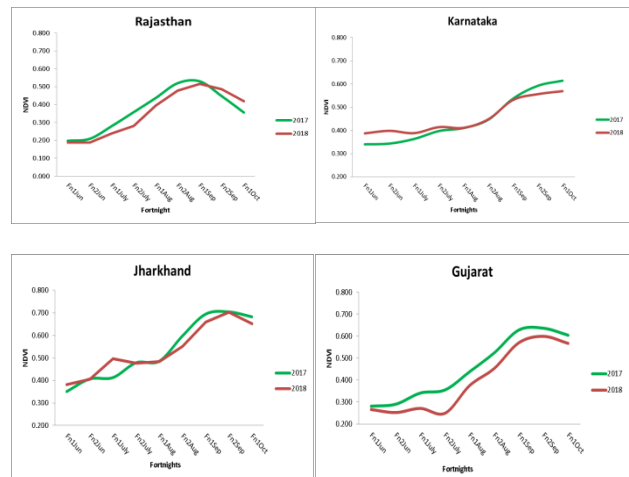 Rajasthan
0.800
0.700
0.600
0.500
0.400
0.300
0.200
0.100
0.000
NDVI
Fn1Jun
Fn2Jun
Fn1July
Fn2July
Fn1Aug
Fn2Aug
Fn1Sep
Fn2Sep
Fn1Oct
Fortnight
2017
2018
Karnataka
0.800
0.700
0.600
0.500
0.400
0.300
0.200
NDVI
Fn1Jun
Fn2Jun
Fn1July
Fn2July
Fn1Aug
Fn2Aug
Fn1Sep
Fn2Sep
Fn1Oct
Fortnights
2017
2018
Jharkhand
0.800
0.700
0.600
0.500
0.400
0.300
0.200
NDVI
Fn1Jun
Fn2Jun
Fn1July
Fn2July
Fn1Aug
Fn2Aug
Fn1Sep
Fn2Sep
Fn1Oct
Fortnights
2017
2018
Gujarat
0.800
0.700
0.600
0.500
0.400
0.300
0.200
NDVI
Fn1Jun
Fn2Jun
Fn1July
Fn2July
Fn1Aug
Fn2Aug
Fn1Sep
Fn2Sep
Fn1Oct
Fortnights
2017
2018